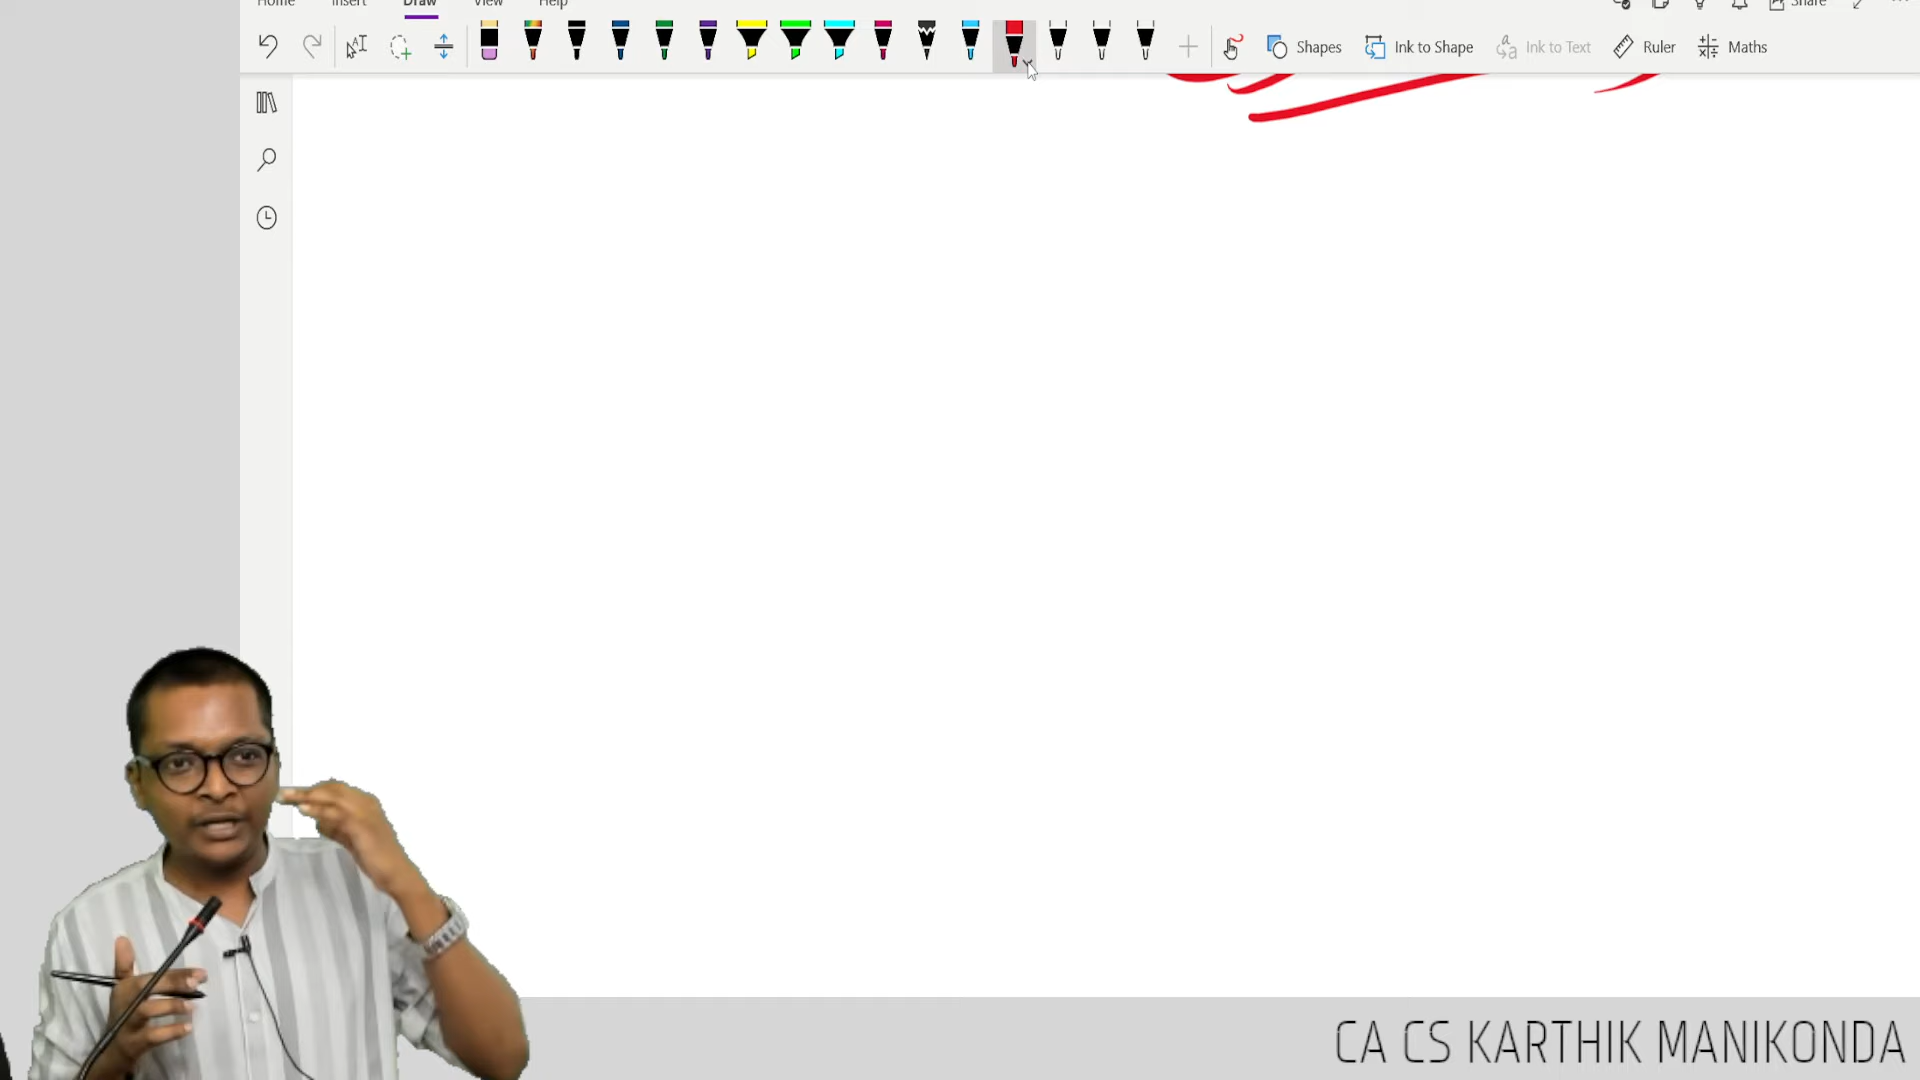 Home Insert Draw View Help Share
Shapes Ink to Shape Ink to Text Ruler Maths
CA CS KARTHIK MANIKONDA